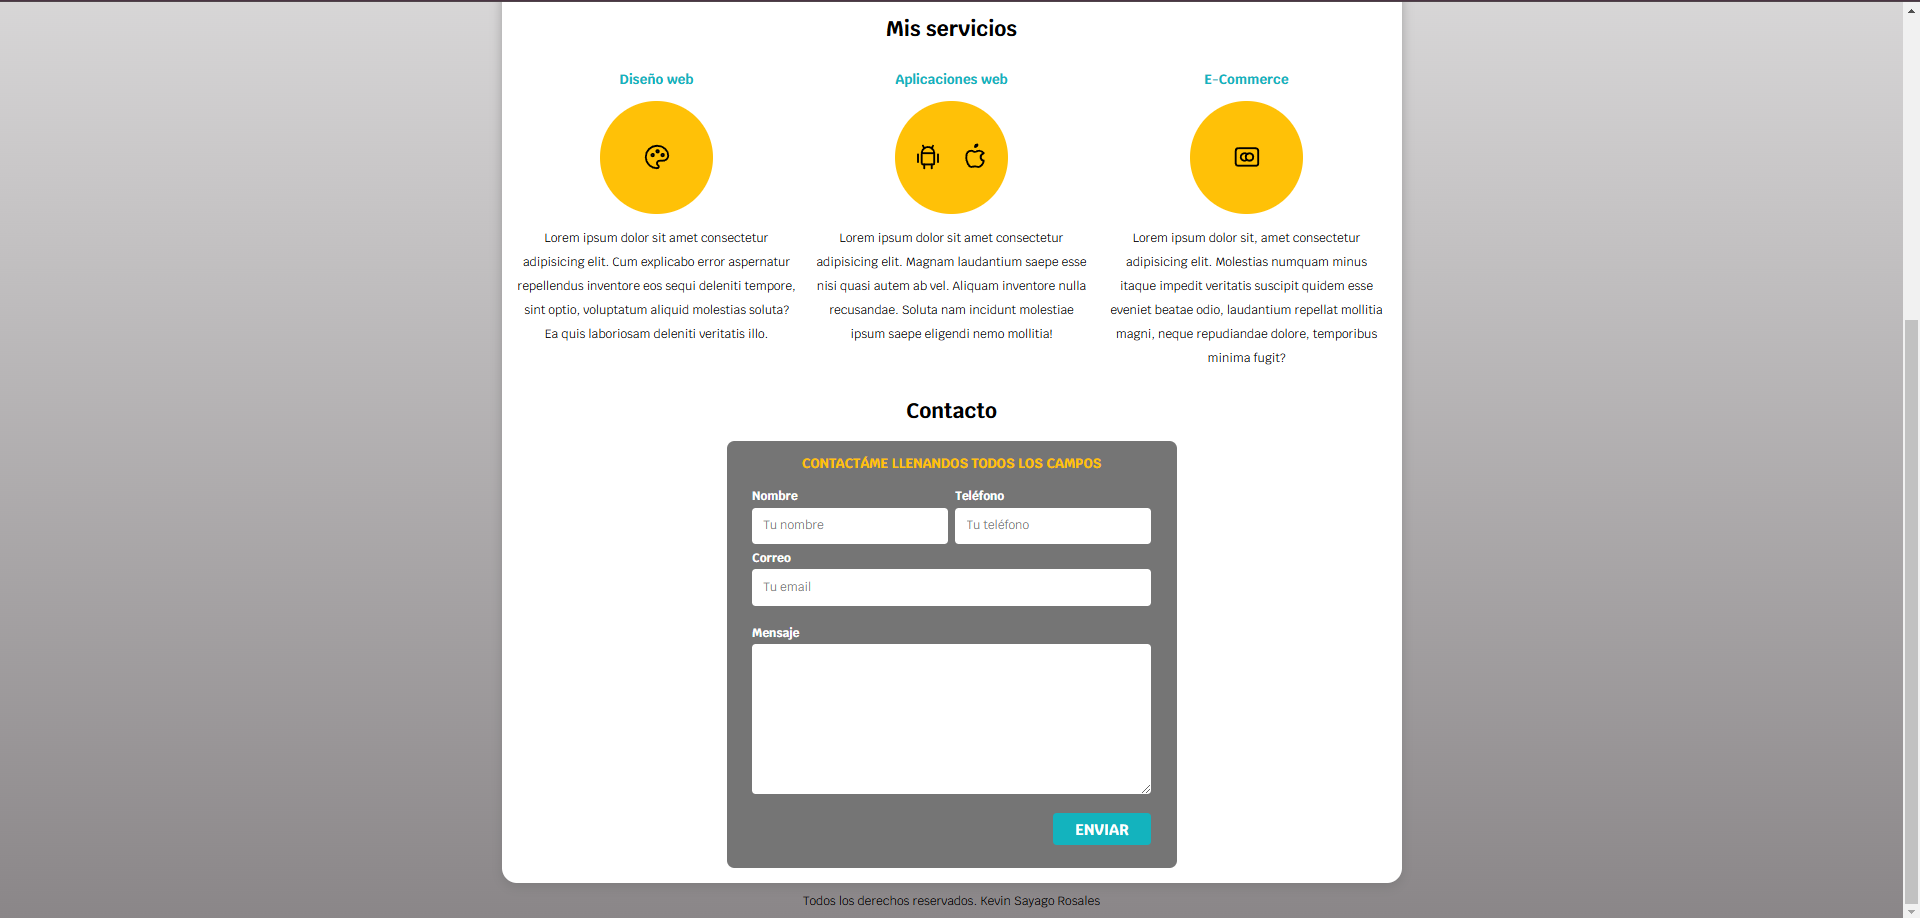 Mis servicios
Diseño web
Lorem ipsum dolor sit amet consectetur
adipisicing elit. Cum explicabo error aspernatur
repellendus inventore eos sequi deleniti tempore,
sint optio, voluptatum aliquid molestias soluta?
Ea quis laboriosam deleniti veritatis illo.
Aplicaciones web
Lorem ipsum dolor sit amet consectetur
adipisicing elit. Magnam laudantium saepe esse
nisi quasi autem ab vel. Aliquam inventore nulla
recusandae. Soluta nam incidunt molestiae
ipsum saepe eligendi nemo mollitia!
E-Commerce
Lorem ipsum dolor sit, amet consectetur
adipisicing elit. Molestias numquam minus
itaque impedit veritatis suscipit quidem esse
eveniet beatae odio, laudantium repellat mollitia
magni, neque repudiandae dolore, temporibus
minima fugit?
Contacto
CONTACTÁME LLENANDOS TODOS LOS CAMPOS
Nombre
Tu nombre
Teléfono
Tu teléfono
Correo
Tu email
Mensaje
ENVIAR
Todos los derechos reservados. Kevin Sayago Rosales